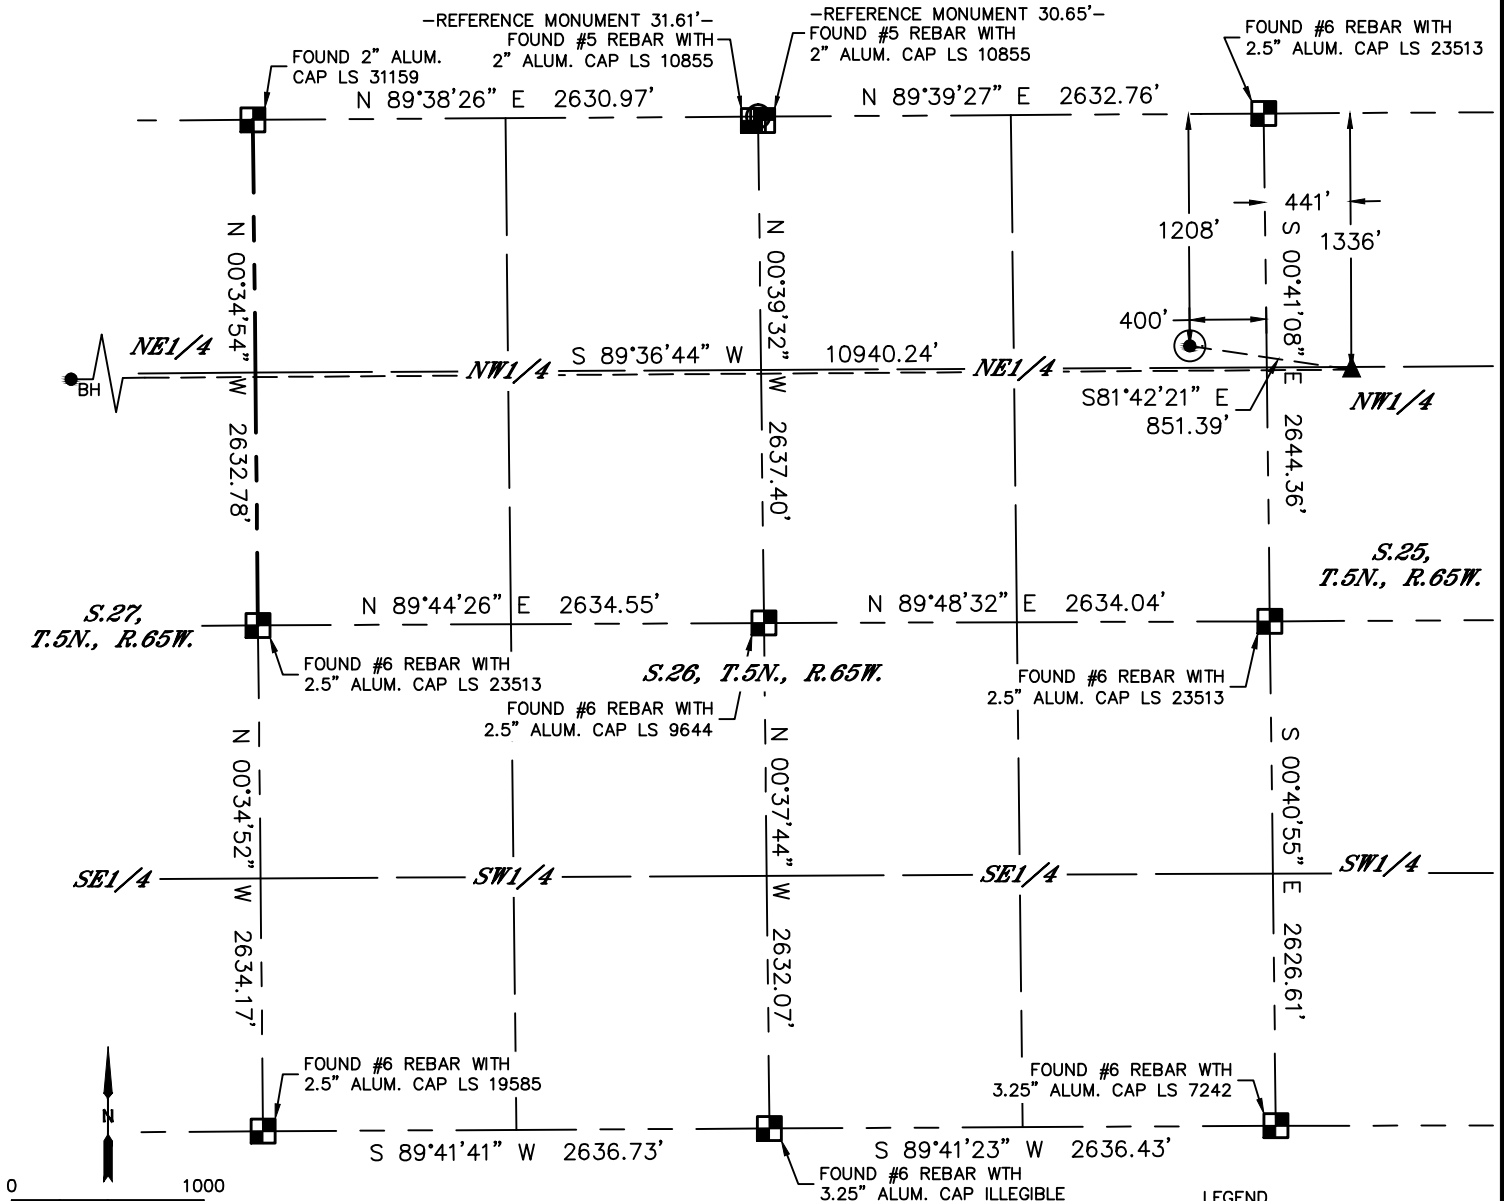 -REFERENCE MONUMENT 31.61'-
FOUND #5 REBAR WITH
2" ALUM. CAP LS 10855
-REFERENCE MONUMENT 30.65'-
FOUND #5 REBAR WITH
2" ALUM. CAP LS 10855
FOUND #6 REBAR WITH
2.5" ALUM. CAP LS 23513
FOUND 2" ALUM.
CAP LS 31159
N 89°38'26" E 2630.97'
N 89°39'27" E 2632.76'
441'
1208'
1336'
400'
N 00°34'54" W 2632.78'
N 00°39'32" W 2637.40'
S 00°41'08" E 2644.36'
BH
NE1/4
NW1/4
S 89°36'44" W 10940.24'
NE1/4
NW1/4
S81°42'21" E
851.39'
S.25,
T.5N., R.65W.
S.27,
T.5N., R.65W.
N 89°44'26" E 2634.55'
N 89°48'32" E 2634.04'
FOUND #6 REBAR WITH
2.5" ALUM. CAP LS 23513
S.26, T.5N., R.65W.
FOUND #6 REBAR WITH
2.5" ALUM. CAP LS 9644
FOUND #6 REBAR WITH
2.5" ALUM. CAP LS 23513
N 00°34'52" W 2634.17'
N 00°37'44" W 2632.07'
S 00°40'55" E 2626.61'
SE1/4
SW1/4
SE1/4
SW1/4
FOUND #6 REBAR WITH
2.5" ALUM. CAP LS 19585
FOUND #6 REBAR WTH
3.25" ALUM. CAP LS 7242
N
S 89°41'41" W 2636.73'
S 89°41'23" W 2636.43'
FOUND #6 REBAR WTH
3.25" ALUM. CAP ILLEGIBLE
0 1000
LEGEND